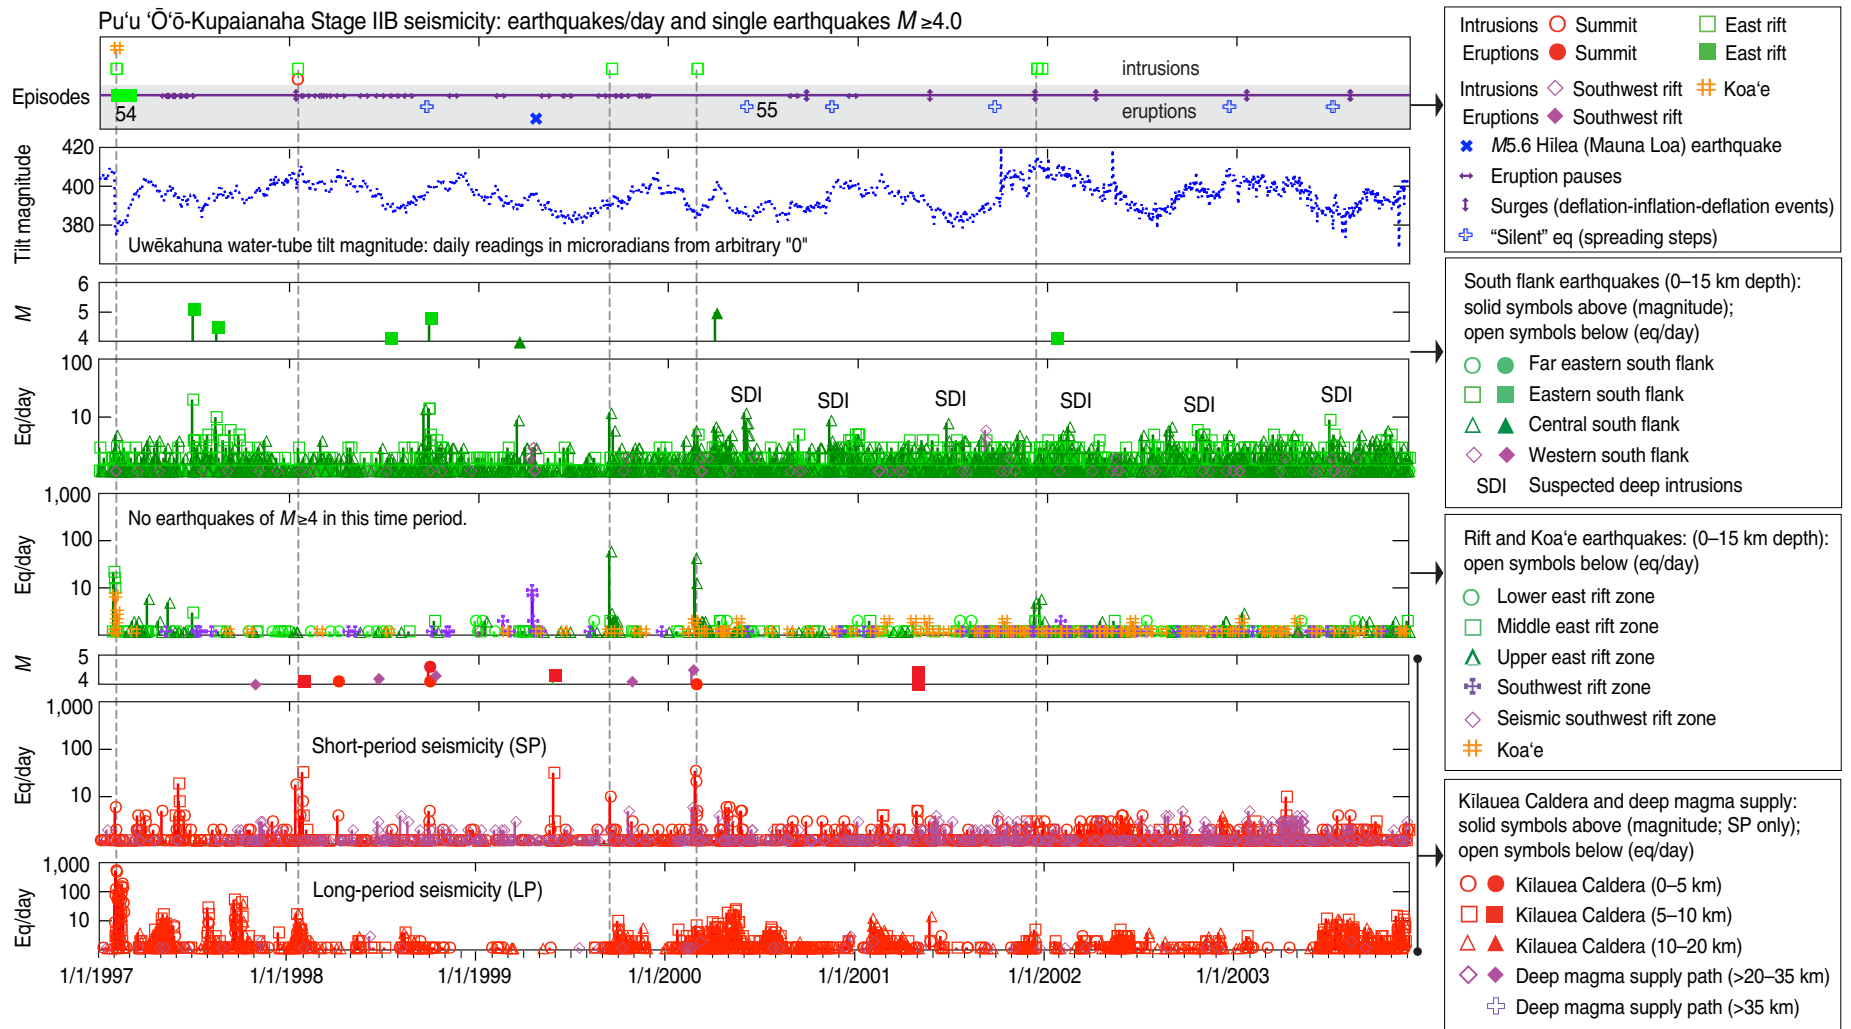 Pu‘u ‘Ō‘ō-Kupaianaha Stage IIB seismicity: earthquakes/day and single earthquakes M ≥4.0
intrusions
Episodes
54
55
eruptions
420
400
380
Tilt magnitude
Uwēkahuna water-tube tilt magnitude: daily readings in microradians from arbitrary "0"
6
5
4
M
100
10
Eq/day
SDI
SDI
SDI
SDI
SDI
SDI
1,000
100
10
Eq/day
No earthquakes of M≥4 in this time period.
5
4
M
1,000
100
10
Eq/day
Short-period seismicity (SP)
1,000
100
10
Eq/day
Long-period seismicity (LP)
1/1/1997
1/1/1998
1/1/1999
1/1/2000
1/1/2001
1/1/2002
1/1/2003
Intrusions Summit East rift
Eruptions Summit East rift
Intrusions Southwest rift Koa‘e
Eruptions Southwest rift
M5.6 Hīlea (Mauna Loa) earthquake
Eruption pauses
Surges (deflation-inflation-deflation events)
“Silent” eq (spreading steps)
South flank earthquakes (0–15 km depth):
solid symbols above (magnitude);
open symbols below (eq/day)
Far eastern south flank
Eastern south flank
Central south flank
Western south flank
SDI Suspected deep intrusions
Rift and Koa‘e earthquakes: (0–15 km depth):
open symbols below (eq/day)
Lower east rift zone
Middle east rift zone
Upper east rift zone
Southwest rift zone
Seismic southwest rift zone
Koa‘e
Kīlauea Caldera and deep magma supply:
solid symbols above (magnitude; SP only);
open symbols below (eq/day)
Kīlauea Caldera (0–5 km)
Kīlauea Caldera (5–10 km)
Kīlauea Caldera (10–20 km)
Deep magma supply path (>20–35 km)
Deep magma supply path (>35 km)